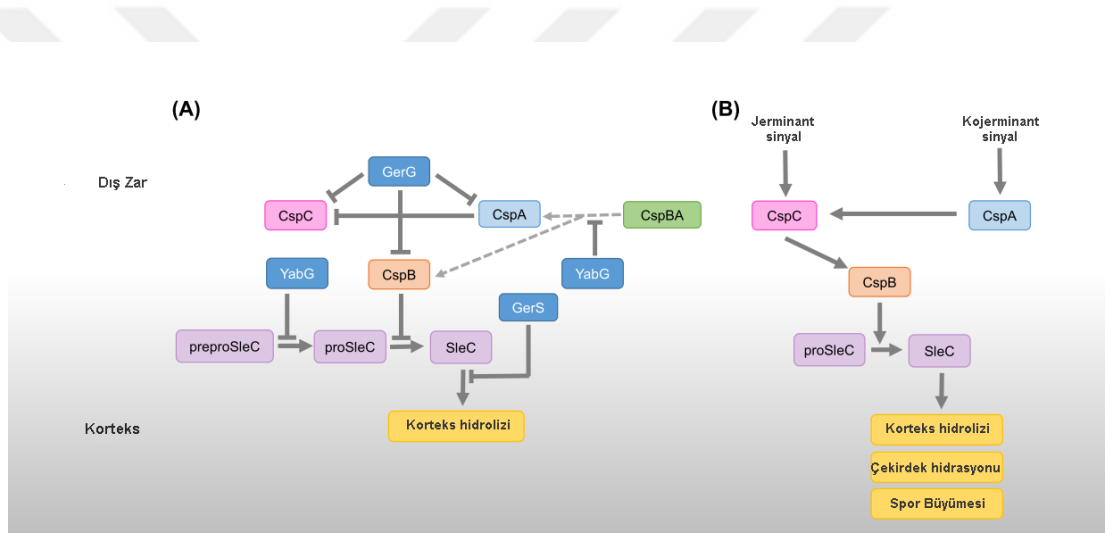 (A)
(B)
Jerminant
sinyal
Kojerminant
sinyal
Dış Zar
GerG
CspC
CspA
CspBA
CspC
CspA
YabG
CspB
YabG
CspB
GerS
preproSleC
proSleC
SleC
proSleC
SleC
Korteks
Korteks hidrolizi
Korteks hidrolizi
Çekirdek hidrasyonu
Spor Büyümesi